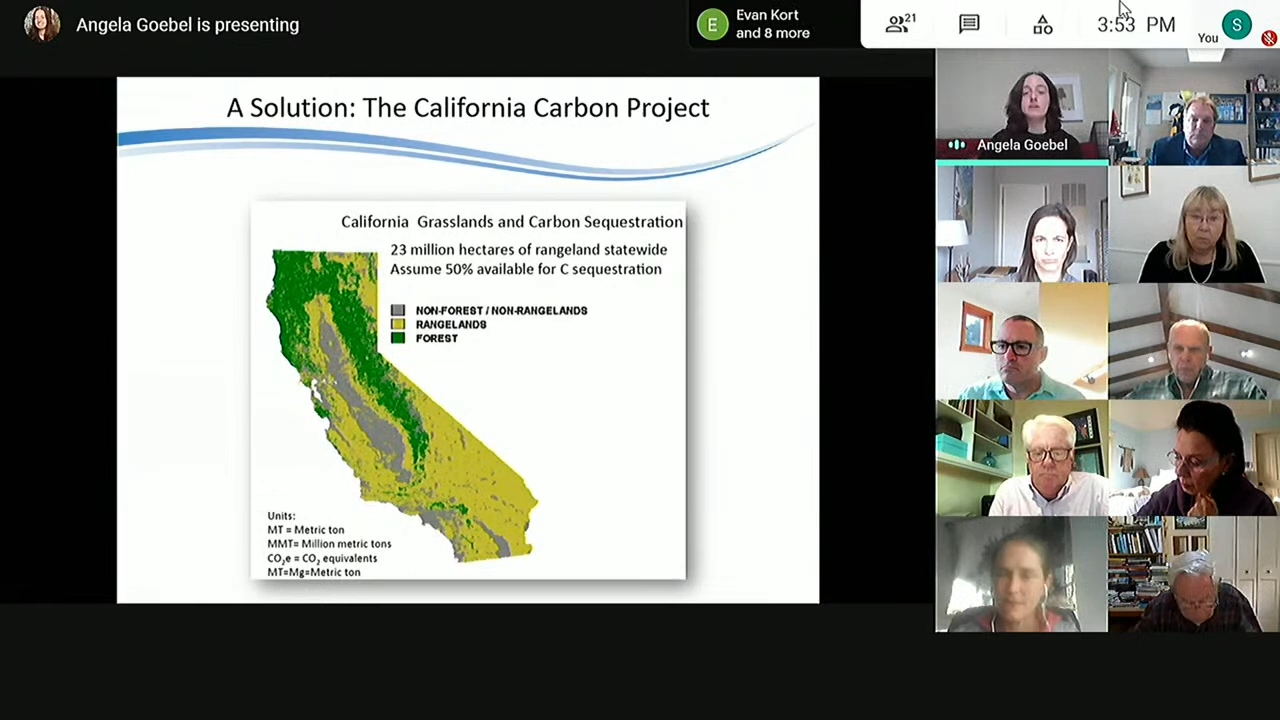 Angela Goebel is presenting
E
Evan Kort
and 8 more
21
3:53 PM
You
S
A Solution: The California Carbon Project
California Grasslands and Carbon Sequestration
23 million hectares of rangeland statewide
Assume 50% available for C sequestration
NON-FOREST / NON-RANGELANDS
RANGELANDS
FOREST
Units:
MT = Metric ton
MMT= Million metric tons
CO₂e = CO₂ equivalents
MT=Mg=Metric ton
Angela Goebel